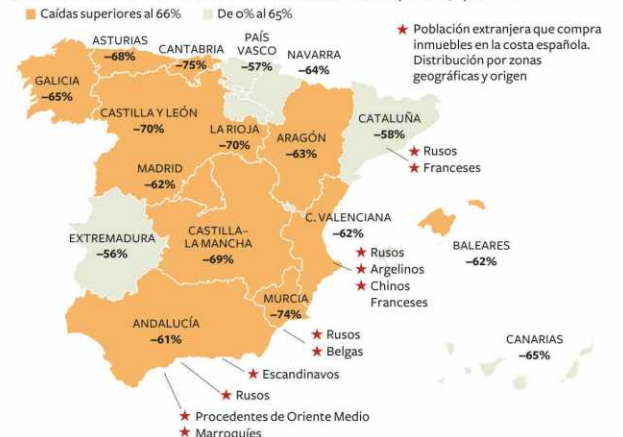 Caídas superiores al 66%
De 0% al 65%
★ Población extranjera que compra
inmuebles en la costa española.
Distribución por zonas
geográficas y origen
ASTURIAS
–68%
CANTABRIA
–75%
PAÍS
VASCO
–57%
NAVARRA
–64%
GALICIA
–65%
CASTILLA Y LEÓN
–70%
LA RIOJA
–70%
ARAGÓN
–63%
CATALUÑA
–58%
★ Rusos
★ Franceses
MADRID
–62%
EXTREMADURA
–56%
CASTILLA–
LA MANCHA
–69%
C. VALENCIANA
–62%
★ Rusos
★ Argelinos
★ Chinos
Franceses
BALEARES
–62%
MURCIA
–74%
★ Rusos
★ Belgas
ANDALUCÍA
–61%
★ Escandinavos
★ Rusos
★ Procedentes de Oriente Medio
★ Marroquíes
CANARIAS
–65%